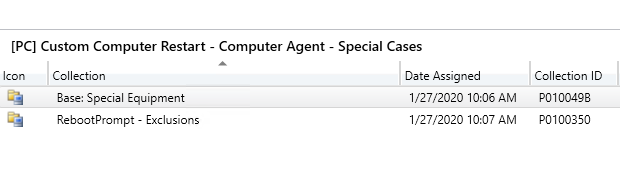 [PC] Custom Computer Restart - Computer Agent - Special Cases
Icon Collection Date Assigned Collection ID
Base: Special Equipment 1/27/2020 10:06 AM P010049B
RebootPrompt - Exclusions 1/27/2020 10:07 AM P0100350